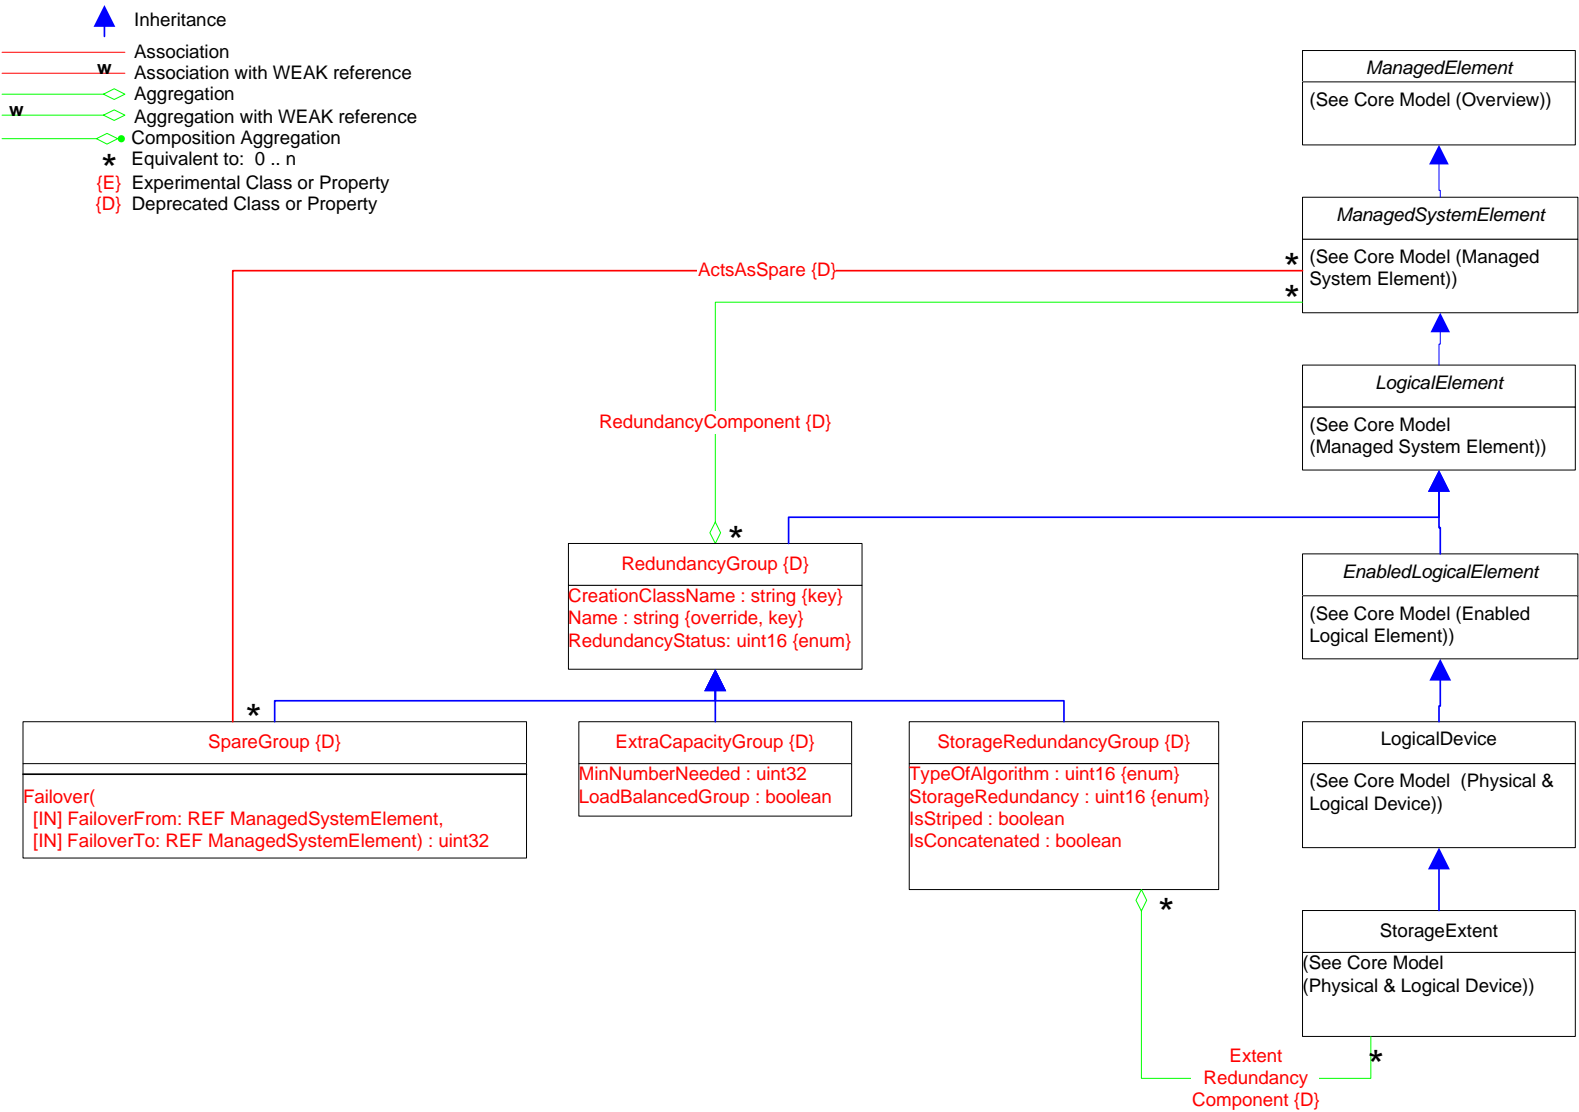 Inheritance
Association
w
Association with WEAK reference
Aggregation
w
Aggregation with WEAK reference
Composition Aggregation
* Equivalent to: 0 .. n
{E} Experimental Class or Property
{D} Deprecated Class or Property
ManagedElement
(See Core Model (Overview))
ManagedSystemElement
(See Core Model (Managed
System Element))
*
*
ActsAsSpare {D}
LogicalElement
(See Core Model
(Managed System Element))
RedundancyComponent {D}
*
RedundancyGroup {D}
CreationClassName : string {key}
Name : string {override, key}
RedundancyStatus: uint16 {enum}
EnabledLogicalElement
(See Core Model (Enabled
Logical Element))
*
SpareGroup {D}
Failover(
[IN] FailoverFrom: REF ManagedSystemElement,
[IN] FailoverTo: REF ManagedSystemElement) : uint32
ExtraCapacityGroup {D}
MinNumberNeeded : uint32
LoadBalancedGroup : boolean
StorageRedundancyGroup {D}
TypeOfAlgorithm : uint16 {enum}
StorageRedundancy : uint16 {enum}
IsStriped : boolean
IsConcatenated : boolean
*
LogicalDevice
(See Core Model (Physical &
Logical Device))
StorageExtent
(See Core Model
(Physical & Logical Device))
*
Extent
Redundancy
Component {D}